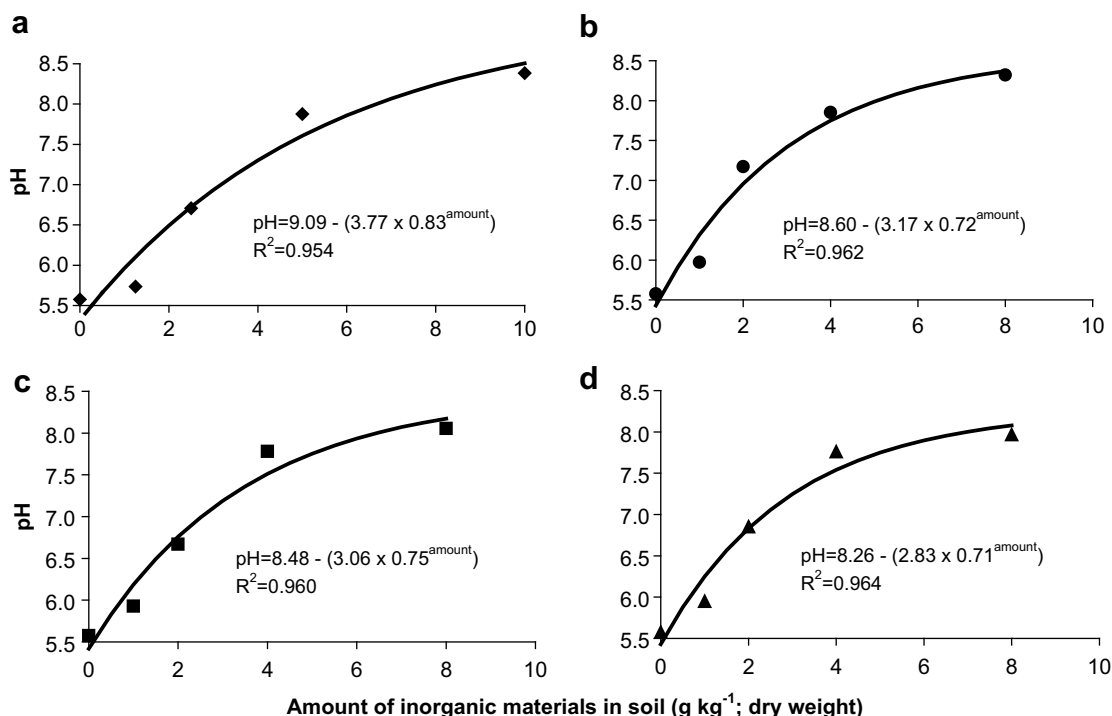 a
8.5
8.0
7.5
7.0
6.5
6.0
5.5
pH
pH=9.09 - (3.77 x 0.83^amount)
R²=0.954
0 2 4 6 8 10
b
8.5
8.0
7.5
7.0
6.5
6.0
5.5
pH=8.60 - (3.17 x 0.72^amount)
R²=0.962
0 2 4 6 8 10
c
8.5
8.0
7.5
7.0
6.5
6.0
5.5
pH
pH=8.48 - (3.06 x 0.75^amount)
R²=0.960
0 2 4 6 8 10
d
8.5
8.0
7.5
7.0
6.5
6.0
5.5
pH=8.26 - (2.83 x 0.71^amount)
R²=0.964
0 2 4 6 8 10
Amount of inorganic materials in soil (g kg⁻¹; dry weight)